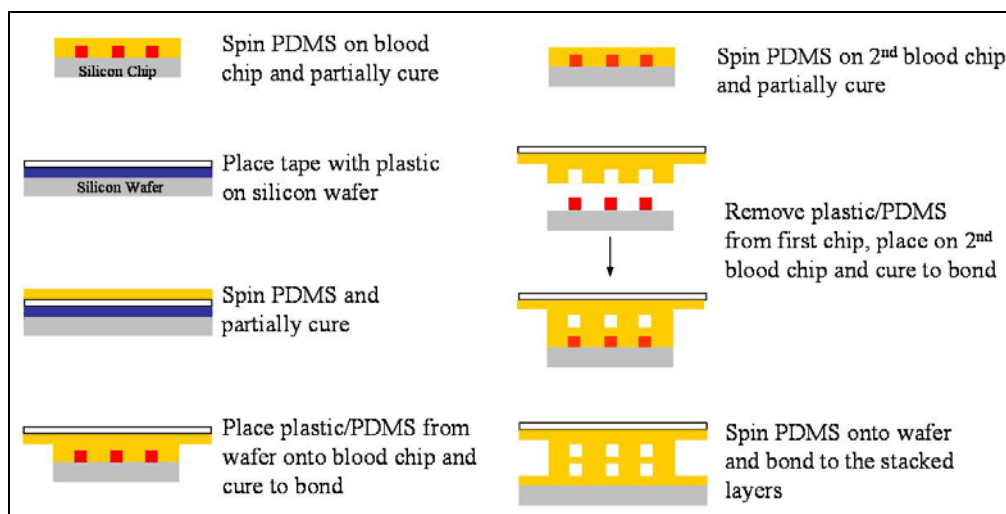 Spin PDMS on blood
chip and partially cure
Silicon Chip
Place tape with plastic
on silicon wafer
Silicon Wafer
Spin PDMS and
partially cure
Place plastic/PDMS from
wafer onto blood chip and
cure to bond
Spin PDMS on 2nd blood chip
and partially cure
Remove plastic/PDMS
from first chip, place on 2nd
blood chip and cure to bond
Spin PDMS onto wafer
and bond to the stacked
layers